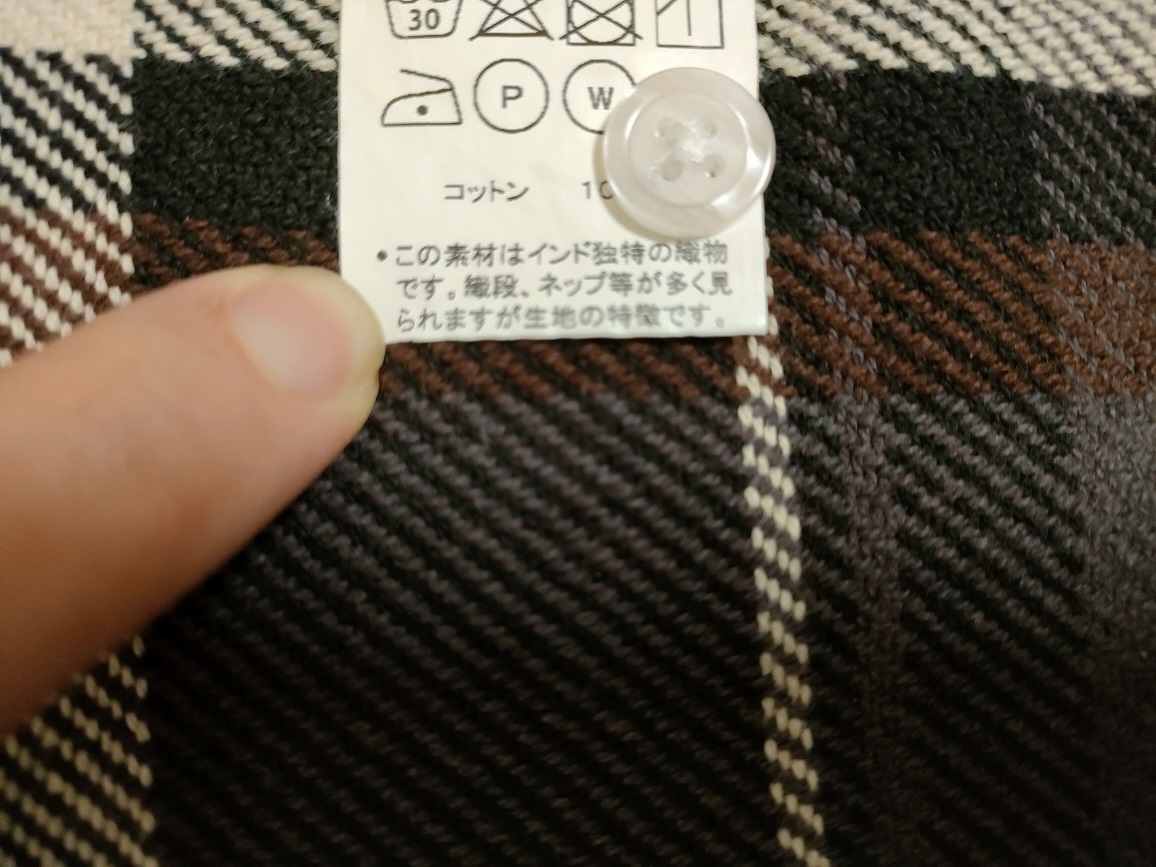 30
P W
コットン 10
・この素材はインド独特の織物
です。織段、ネップ等が多く見
られますが生地の特徴です。